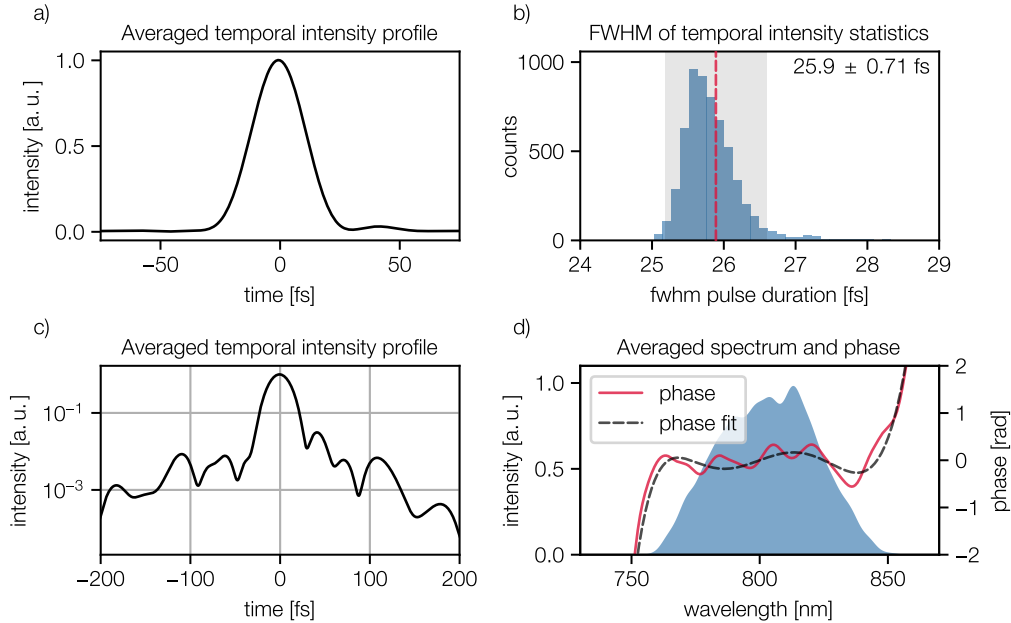 a)
Averaged temporal intensity profile
1.0
0.5
0.0
intensity [a. u. ]
−50
0
50
time [fs]
b)
FWHM of temporal intensity statistics
25.9 ± 0.71 fs
1000
500
0
counts
24
25
26
27
28
29
fwhm pulse duration [fs]
c)
Averaged temporal intensity profile
10−1
10−3
intensity [a. u. ]
−200
−100
0
100
200
time [fs]
d)
Averaged spectrum and phase
phase
phase fit
1.0
0.5
0.0
intensity [a. u. ]
2
1
0
−1
−2
phase [rad]
750
800
850
wavelength [nm]